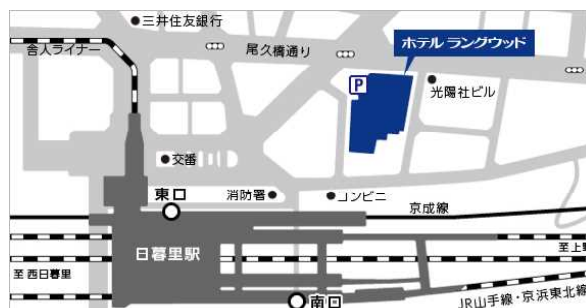 三井住友銀行
舎人ライナー
尾久橋通り
ホテル ラングウッド
P
光陽社ビル
交番
東口
消防署
コンビニ
京成線
日暮里駅
至上野
至 西日暮里
南口
JR山手線・京浜東北線